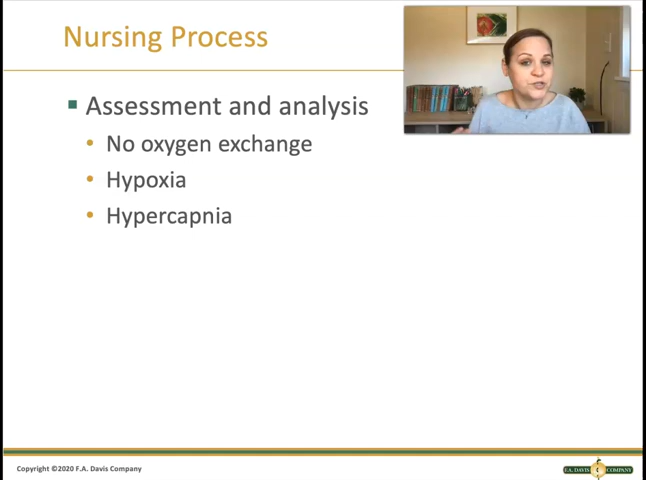 Nursing Process
Assessment and analysis
No oxygen exchange
Hypoxia
Hypercapnia
Copyright ©2020 F.A. Davis Company
F.A. DAVIS COMPANY